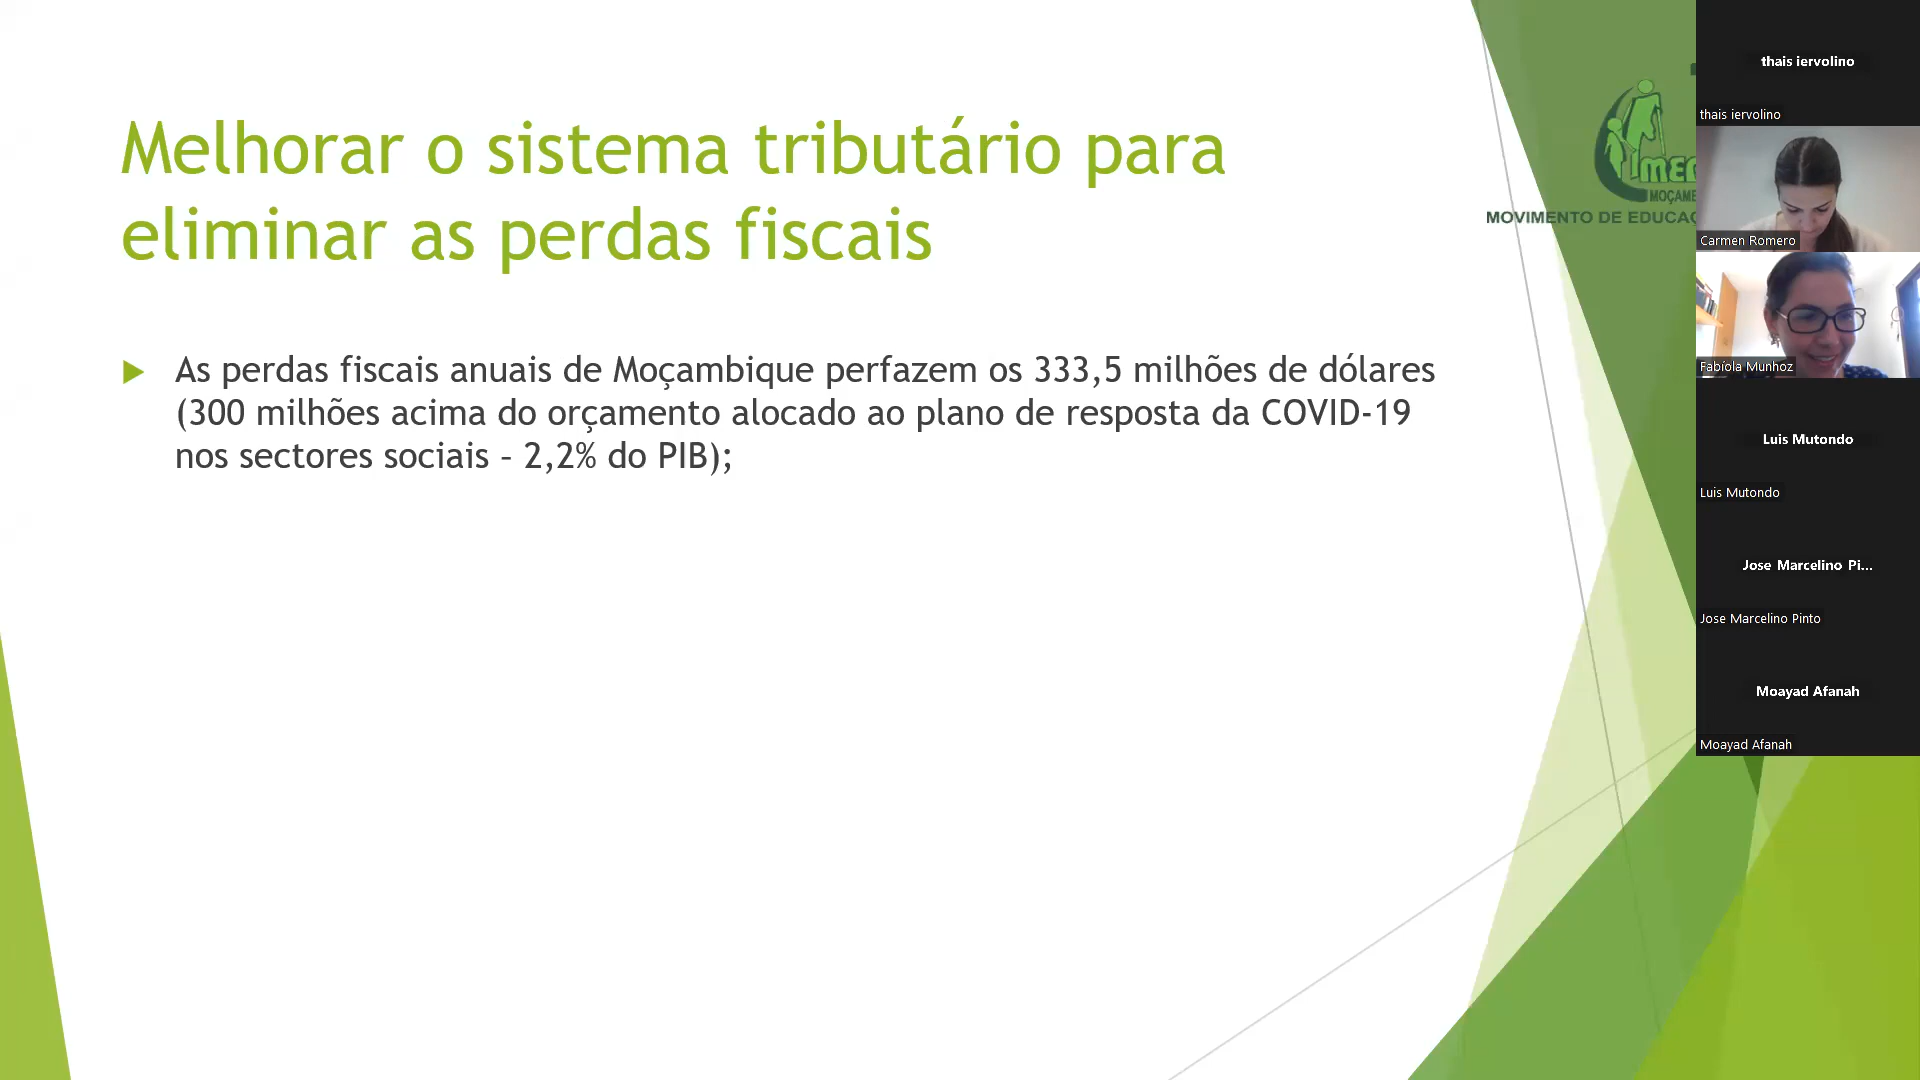 Melhorar o sistema tributário para
eliminar as perdas fiscais
As perdas fiscais anuais de Moçambique perfazem os 333,5 milhões de dólares
(300 milhões acima do orçamento alocado ao plano de resposta da COVID-19
nos sectores sociais – 2,2% do PIB);
MOVIMENTO DE
thais iervolino
thais iervolino
Carmen Romero
Fabíola Munhoz
Luis Mutondo
Luis Mutondo
Jose Marcelino Pi...
Jose Marcelino Pinto
Moayad Afanah
Moayad Afanah